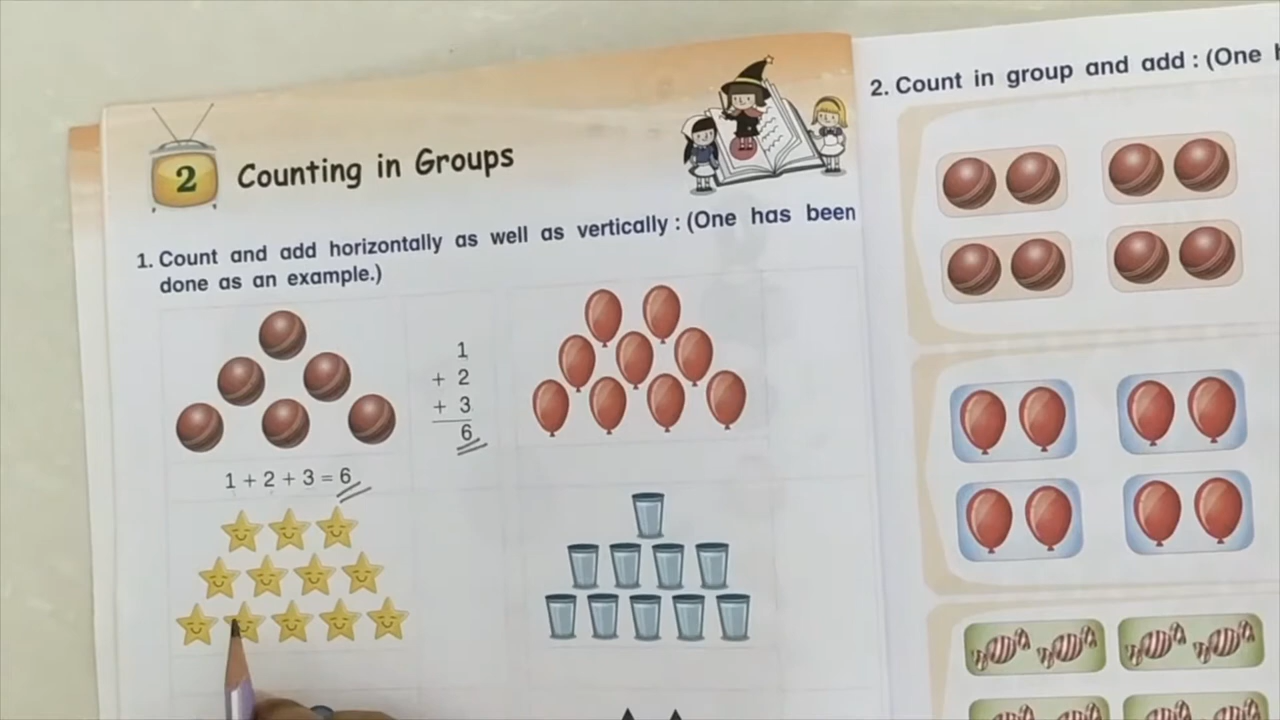 2
Counting in Groups
1. Count and add horizontally as well as vertically : (One has been
done as an example.)
1
+ 2
+ 3
6
1 + 2 + 3 = 6
2. Count in group and add : (One